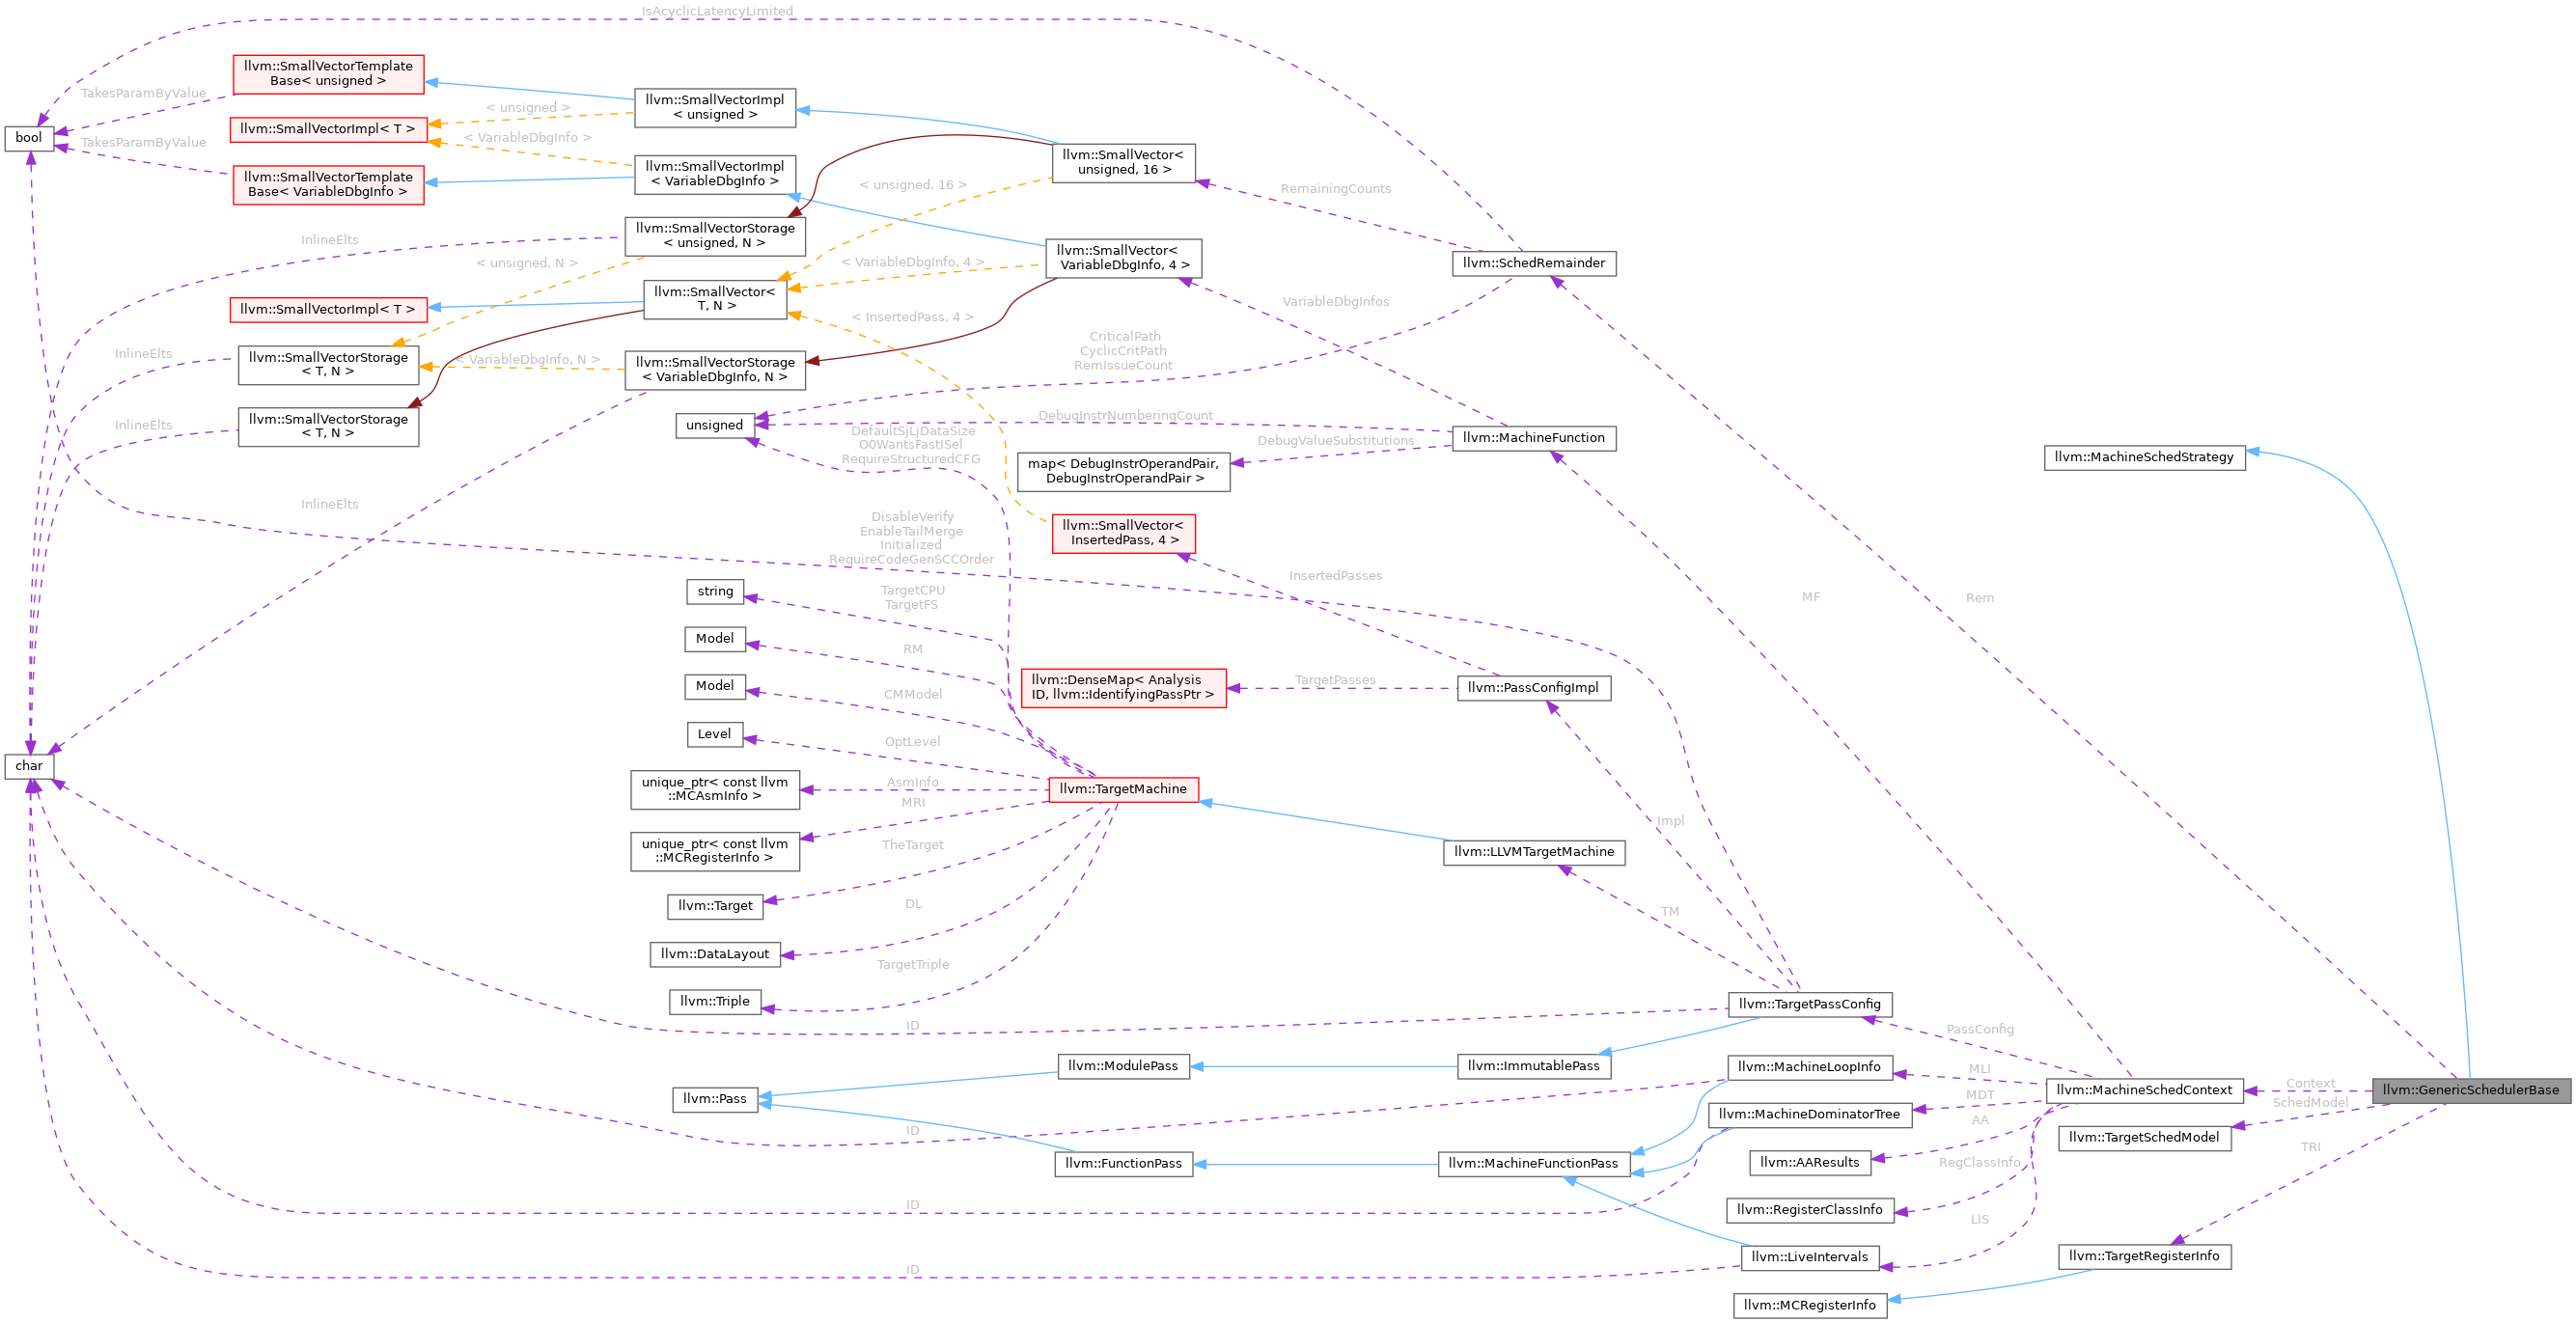 IsAcyclicLatencyLimited
llvm::SmallVectorTemplate
Base< unsigned >
TakesParamByValue
llvm::SmallVectorImpl
< unsigned >
< unsigned >
llvm::SmallVectorImpl< T >
bool
< VariableDbgInfo >
TakesParamByValue
llvm::SmallVectorImpl
< VariableDbgInfo >
llvm::SmallVectorTemplate
Base< VariableDbgInfo >
llvm::SmallVector<
unsigned, 16 >
< unsigned, 16 >
RemainingCounts
llvm::SmallVectorStorage
< unsigned, N >
InlineElts
< unsigned, N >
llvm::SmallVector<
VariableDbgInfo, 4 >
< VariableDbgInfo, 4 >
llvm::SchedRemainder
llvm::SmallVector<
T, N >
llvm::SmallVectorImpl< T >
VariableDbgInfos
< InsertedPass, 4 >
CriticalPath
CyclicCritPath
RemIssueCount
InlineElts
llvm::SmallVectorStorage
< T, N >
< VariableDbgInfo, N >
llvm::SmallVectorStorage
< VariableDbgInfo, N >
InlineElts
llvm::SmallVectorStorage
< T, N >
unsigned
DebugInstrNumberingCount
DefaultSjLjDataSize
O0WantsFastISel
RequireStructuredCFG
DebugValueSubstitutions
llvm::MachineFunction
map< DebugInstrOperandPair,
DebugInstrOperandPair >
llvm::MachineSchedStrategy
InlineElts
DisableVerify
EnableTailMerge
Initialized
RequireCodeGenSCCOrder
llvm::SmallVector<
InsertedPass, 4 >
InsertedPasses
string
TargetCPU
TargetFS
MF
Rem
Model
RM
Model
CMModel
llvm::DenseMap< Analysis
ID, llvm::IdentifyingPassPtr >
TargetPasses
llvm::PassConfigImpl
Level
OptLevel
char
unique_ptr< const llvm
::MCAsmInfo >
AsmInfo
MRI
llvm::TargetMachine
unique_ptr< const llvm
::MCRegisterInfo >
TheTarget
Impl
llvm::LLVMTargetMachine
llvm::Target
DL
TM
llvm::DataLayout
TargetTriple
llvm::Triple
ID
llvm::TargetPassConfig
PassConfig
llvm::ModulePass
llvm::ImmutablePass
llvm::MachineLoopInfo
MLI
llvm::Pass
MDT
llvm::MachineSchedContext
Context
SchedModel
llvm::GenericSchedulerBase
ID
llvm::MachineDominatorTree
AA
llvm::TargetSchedModel
TRI
llvm::FunctionPass
llvm::MachineFunctionPass
llvm::AAResults
RegClassInfo
ID
llvm::RegisterClassInfo
LIS
ID
llvm::LiveIntervals
llvm::TargetRegisterInfo
llvm::MCRegisterInfo